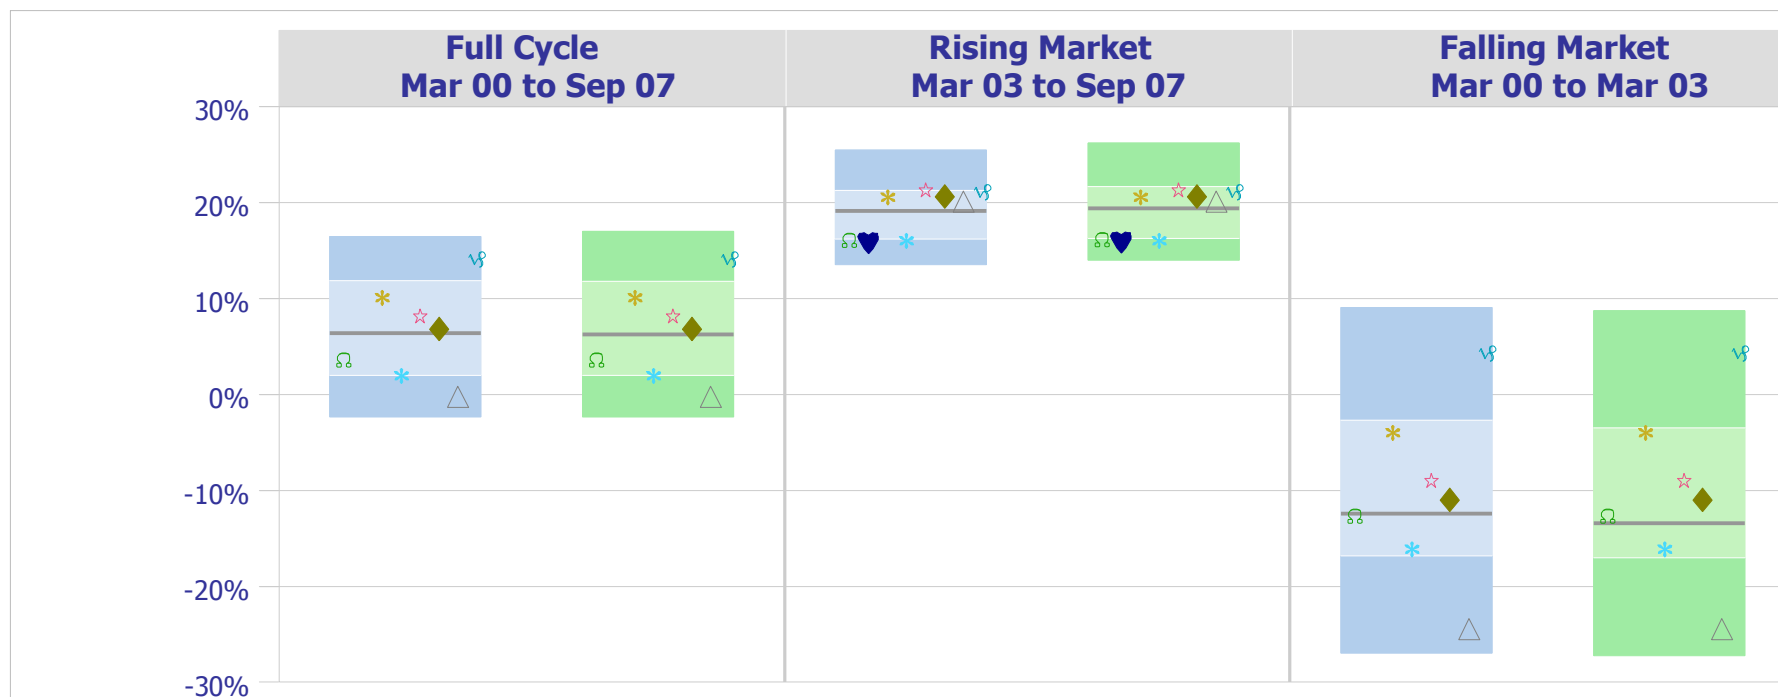 Full Cycle
Mar 00 to Sep 07
Rising Market
Mar 03 to Sep 07
Falling Market
Mar 00 to Mar 03
30%
20%
10%
0%
-10%
-20%
-30%